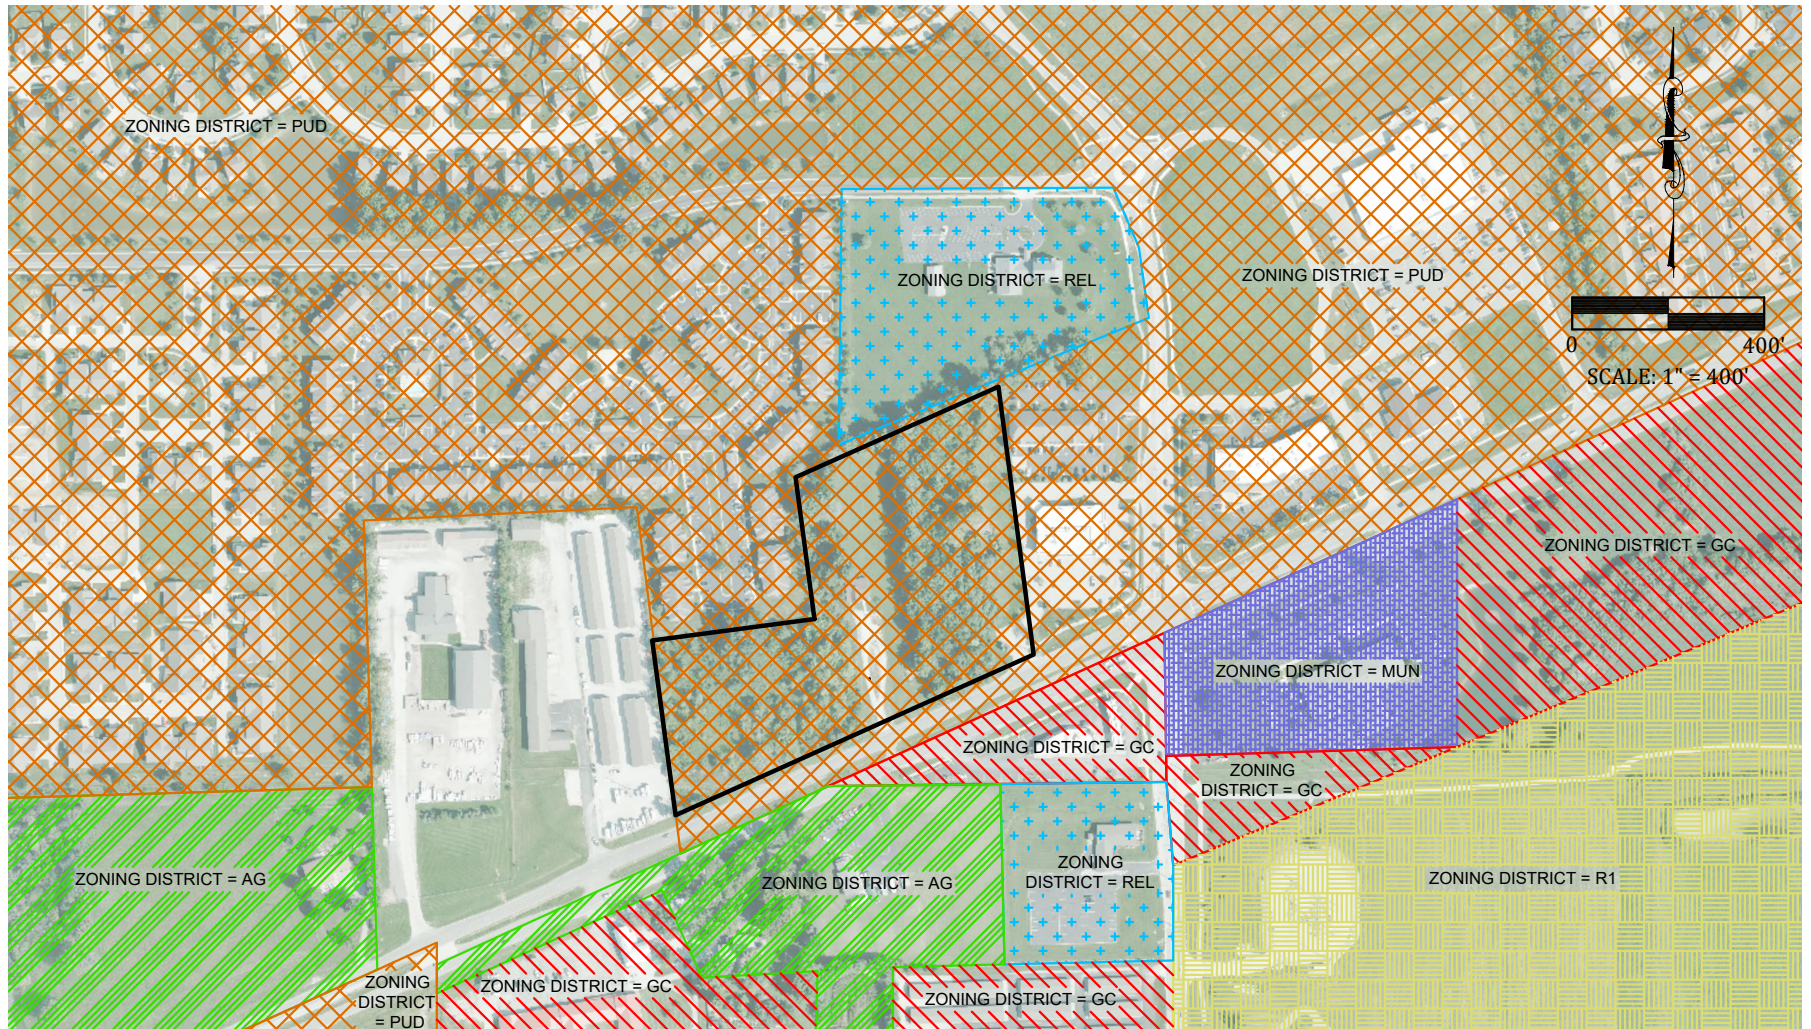 ZONING DISTRICT = PUD
ZONING DISTRICT = REL
ZONING DISTRICT = PUD
0
400'
SCALE: 1" = 400'
ZONING DISTRICT = GC
ZONING DISTRICT = MUN
ZONING DISTRICT = GC
ZONING
DISTRICT = GC
ZONING DISTRICT = AG
ZONING DISTRICT = AG
ZONING
DISTRICT = REL
ZONING DISTRICT = R1
ZONING
DISTRICT
= PUD
ZONING DISTRICT = GC
ZONING DISTRICT = GC